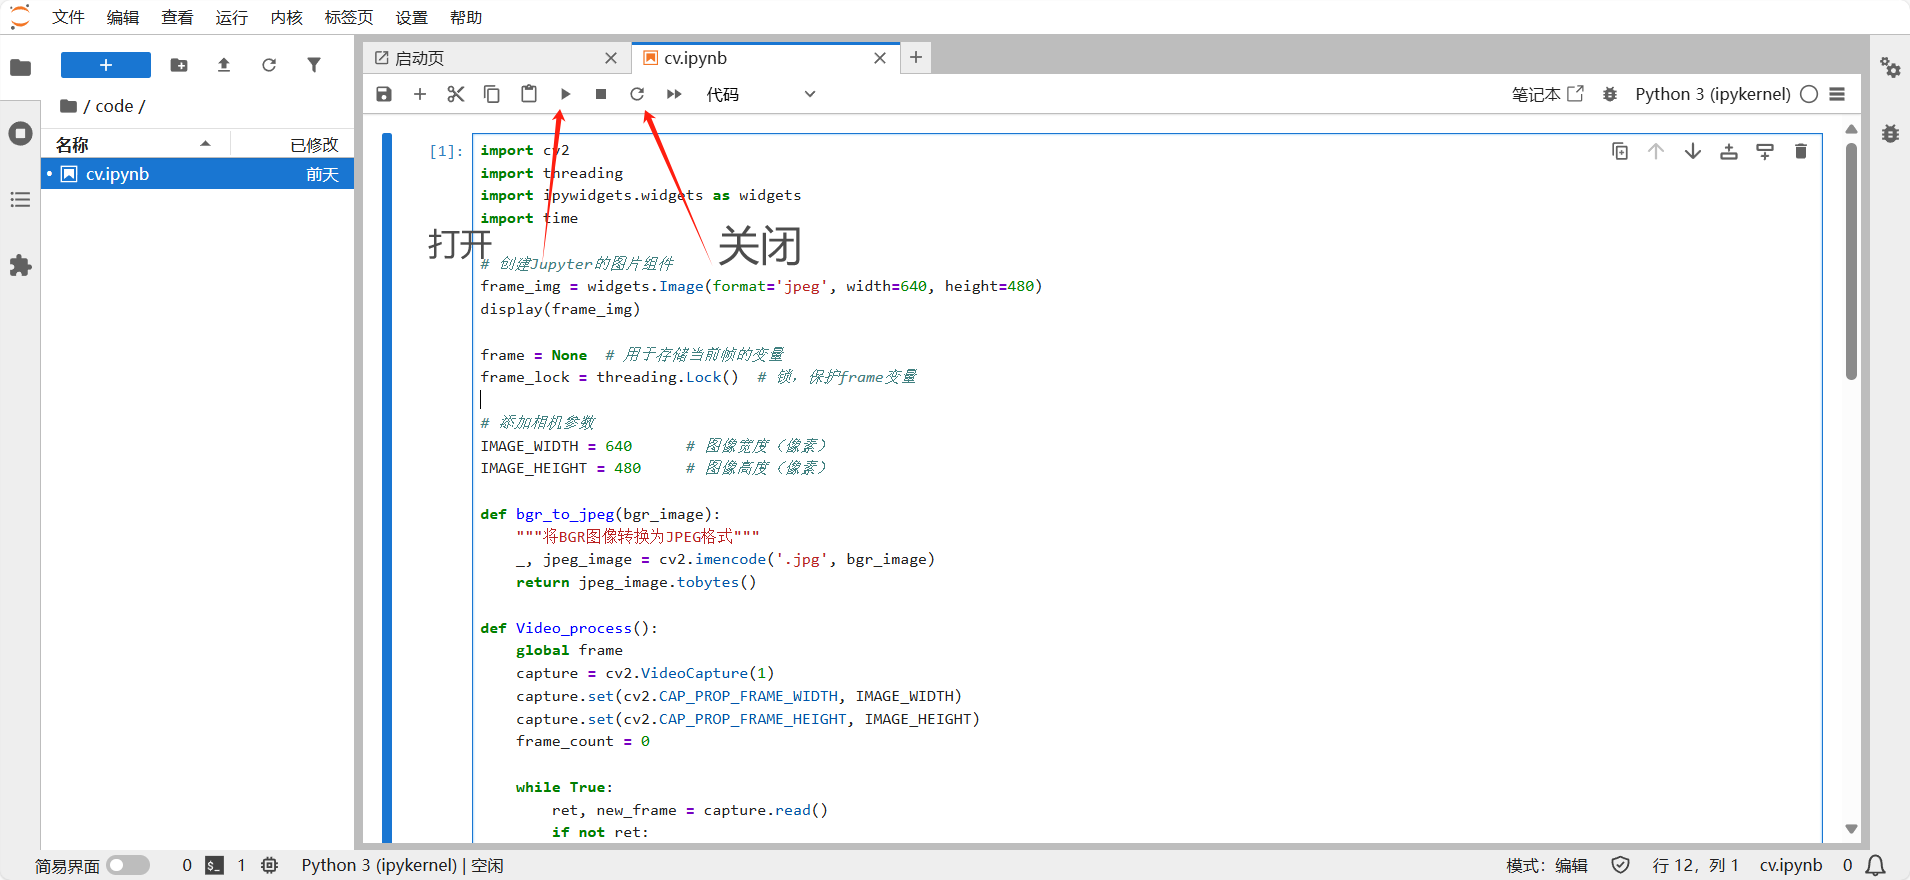 文件 编辑 查看 运行 内核 标签页 设置 帮助
启动页
cv.ipynb
/ code /
代码
笔记本
Python 3 (ipykernel)
名称 已修改
cv.ipynb 前天
[1]:
import cv2
import threading
import ipywidgets.widgets as widgets
import time
打开
关闭
# 创建Jupyter的图片组件
frame_img = widgets.Image(format='jpeg', width=640, height=480)
display(frame_img)
frame = None  # 用于存储当前帧的变量
frame_lock = threading.Lock()  # 锁，保护frame变量
# 添加相机参数
IMAGE_WIDTH = 640      # 图像宽度（像素）
IMAGE_HEIGHT = 480     # 图像高度（像素）
def bgr_to_jpeg(bgr_image):
    """将BGR图像转换为JPEG格式"""
    _, jpeg_image = cv2.imencode('.jpg', bgr_image)
    return jpeg_image.tobytes()
def Video_process():
    global frame
    capture = cv2.VideoCapture(1)
    capture.set(cv2.CAP_PROP_FRAME_WIDTH, IMAGE_WIDTH)
    capture.set(cv2.CAP_PROP_FRAME_HEIGHT, IMAGE_HEIGHT)
    frame_count = 0
    while True:
        ret, new_frame = capture.read()
        if not ret:
简易界面 0 $_ 1 Python 3 (ipykernel) | 空闲
模式： 编辑 行 12， 列 1 cv.ipynb 0